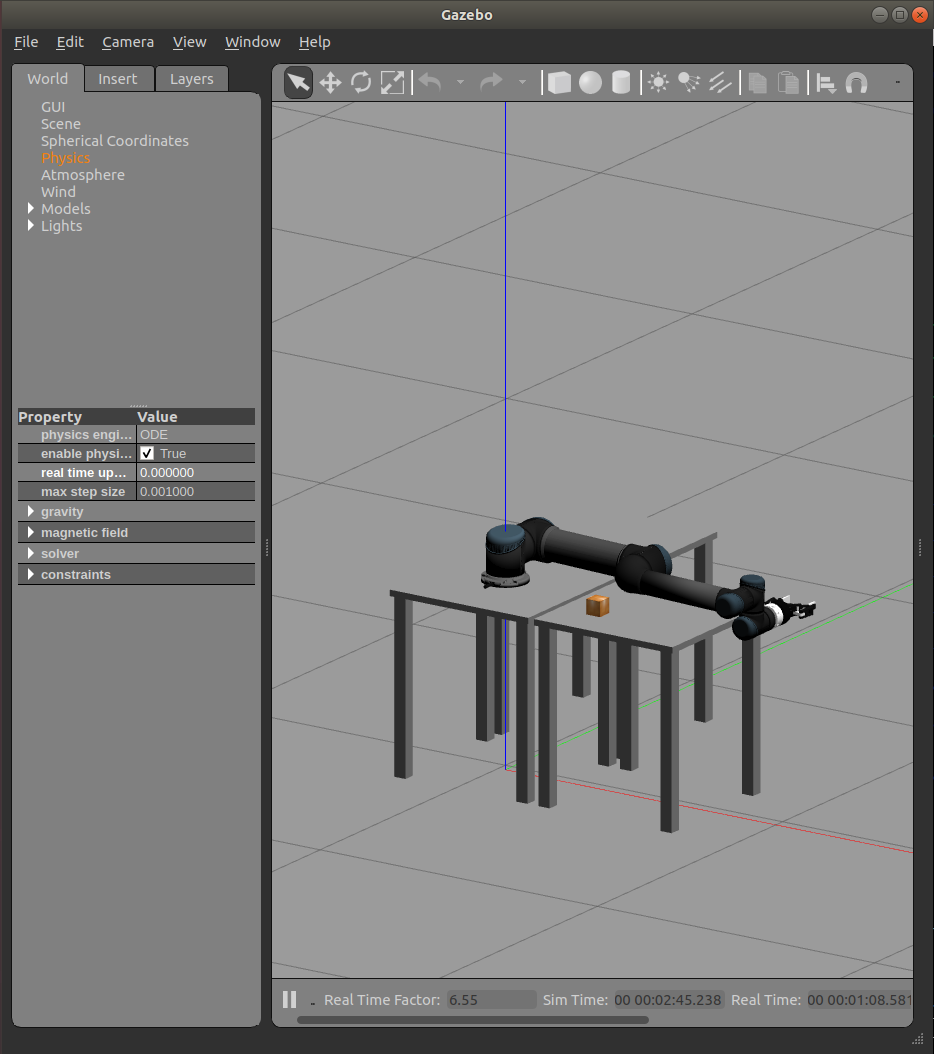 Gazebo
File Edit Camera View Window Help
World Insert Layers
GUI
Scene
Spherical Coordinates
Physics
Atmosphere
Wind
Models
Lights
Property Value
physics engi... ODE
enable physi... True
real time up... 0.000000
max step size 0.001000
gravity
magnetic field
solver
constraints
Real Time Factor: 6.55 Sim Time: 00 00:02:45.238 Real Time: 00 00:01:08.581